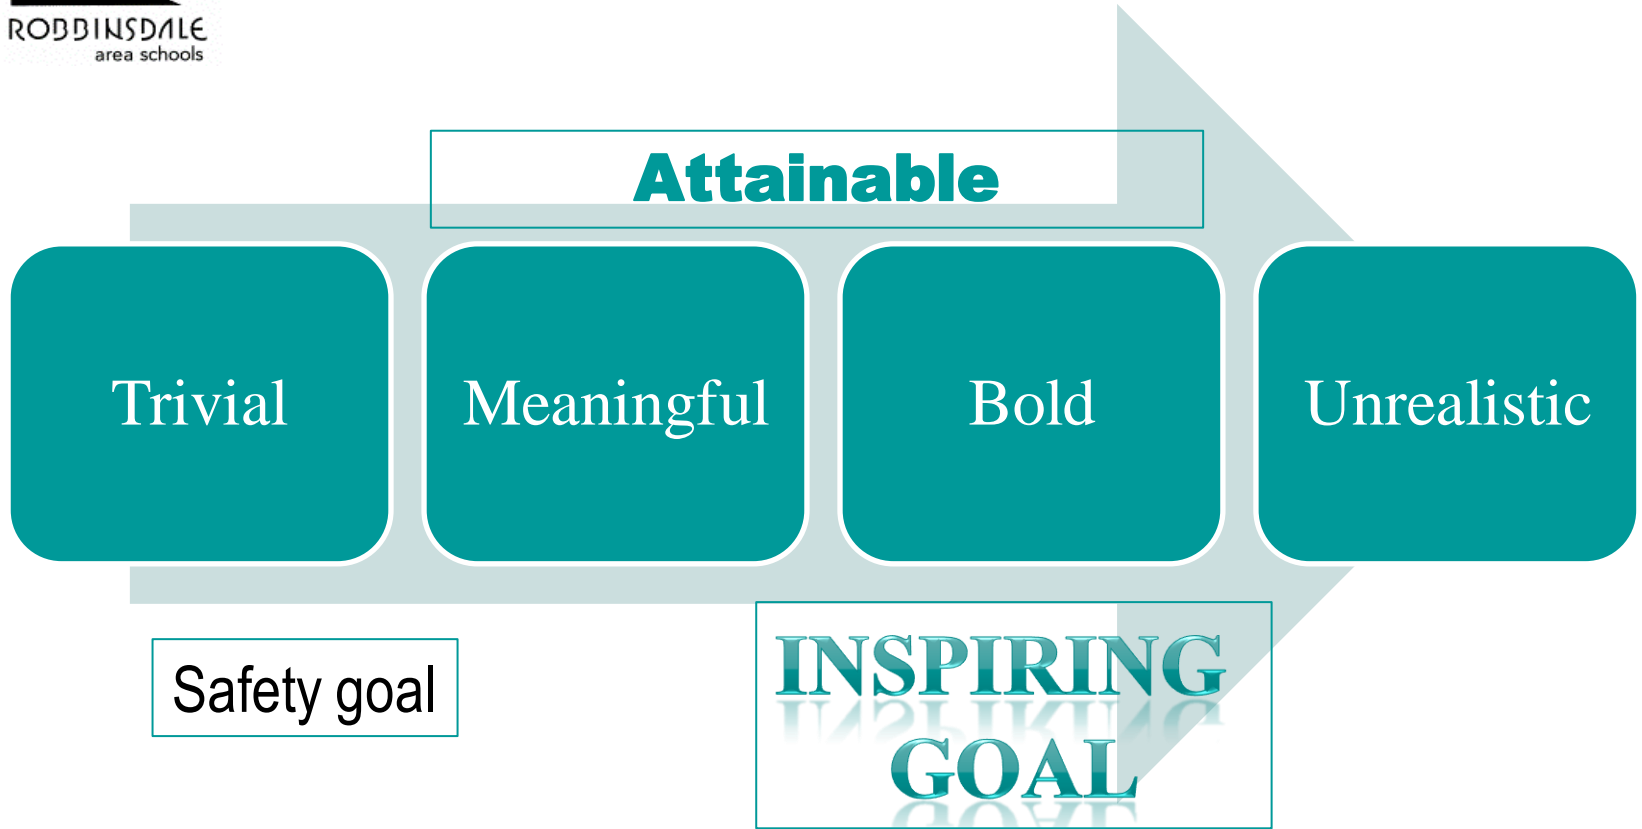 ROBBINSDALE
area schools
Attainable
Trivial
Meaningful
Bold
Unrealistic
Safety goal
INSPIRING
GOAL